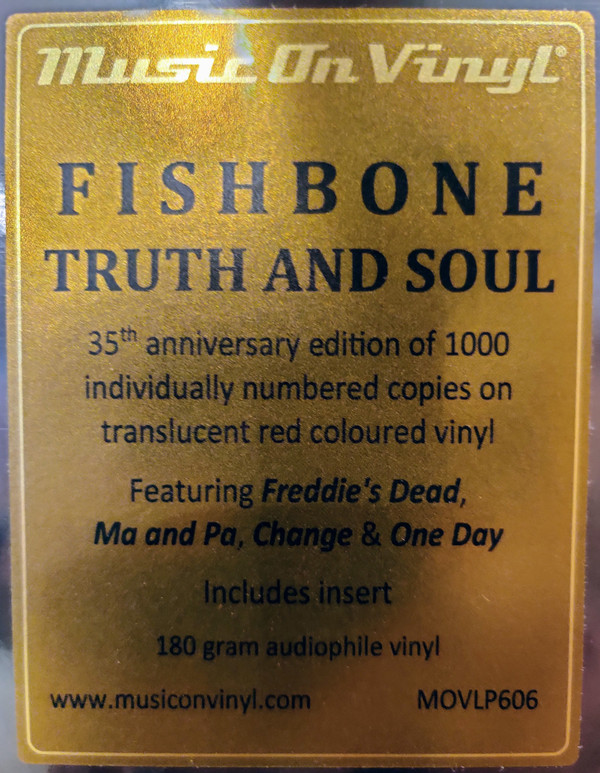 Music On Vinyl®
FISHBONE
TRUTH AND SOUL
35th anniversary edition of 1000
individually numbered copies on
translucent red coloured vinyl
Featuring Freddie's Dead,
Ma and Pa, Change & One Day
Includes insert
180 gram audiophile vinyl
www.musiconvinyl.com MOVLP606